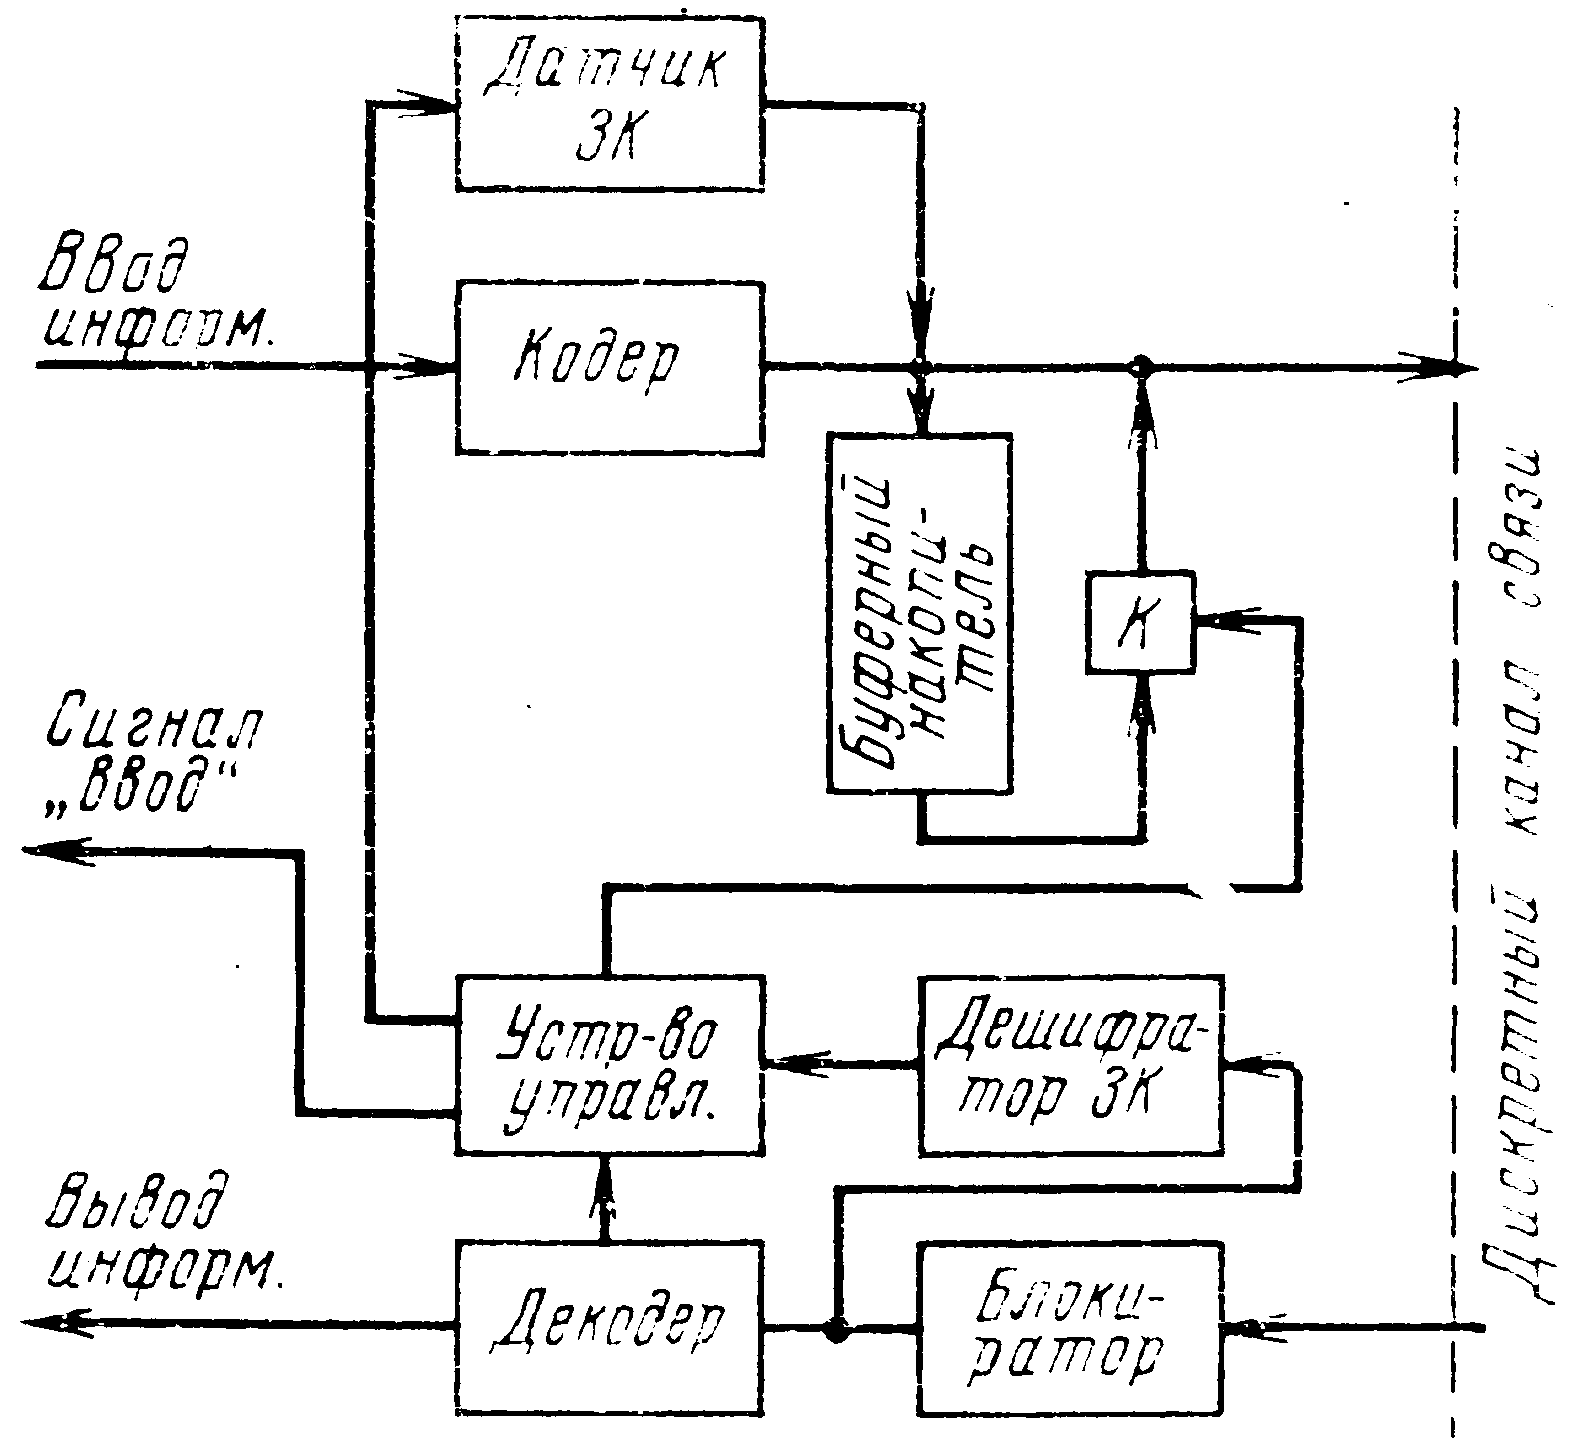 Датчик
ЗК
Ввод
информ.
Кодер
Буферный
накопи-
тель
К
Сигнал
„Ввод“
Устр-во
управл.
Дешифра-
тор ЗК
Вывод
информ.
Декодер
Блоки-
ратор
Дискретный канал связи